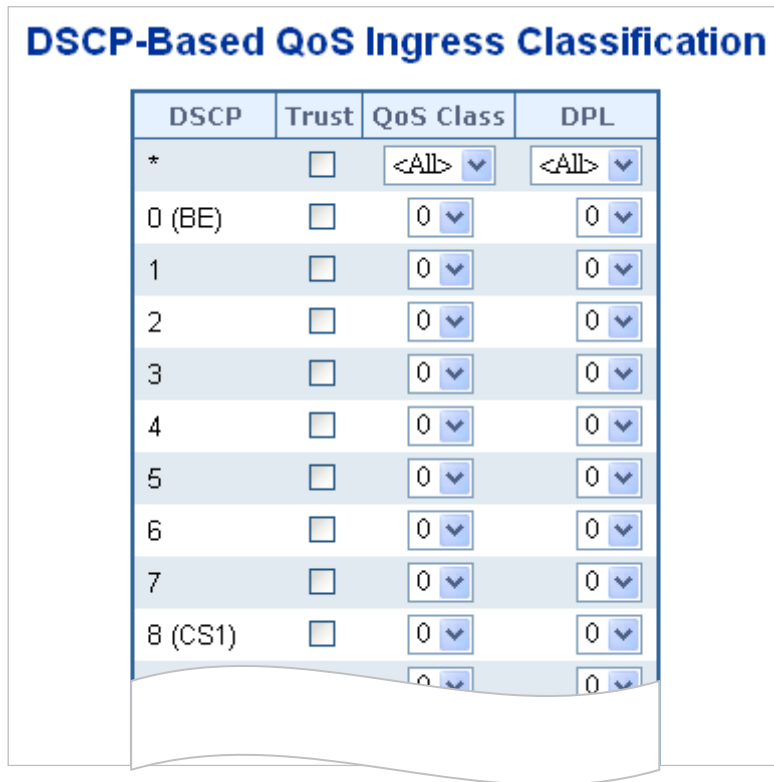 DSCP-Based QoS Ingress Classification
DSCP Trust QoS Class DPL
* <All> <All>
0 (BE) 0 0
1 0 0
2 0 0
3 0 0
4 0 0
5 0 0
6 0 0
7 0 0
8 (CS1) 0 0
0 0